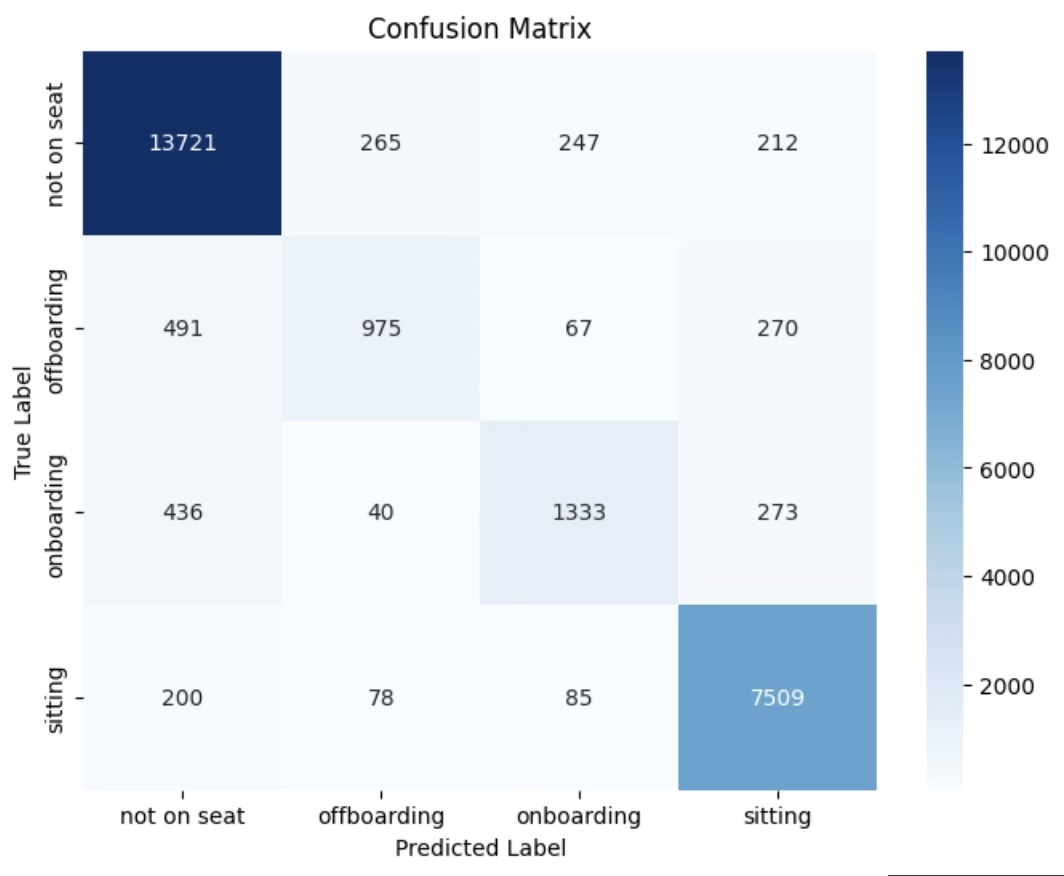 Confusion Matrix
not on seat
13721 265 247 212
offboarding
491 975 67 270
onboarding
436 40 1333 273
sitting
200 78 85 7509
True Label
not on seat offboarding onboarding sitting
Predicted Label
12000
10000
8000
6000
4000
2000